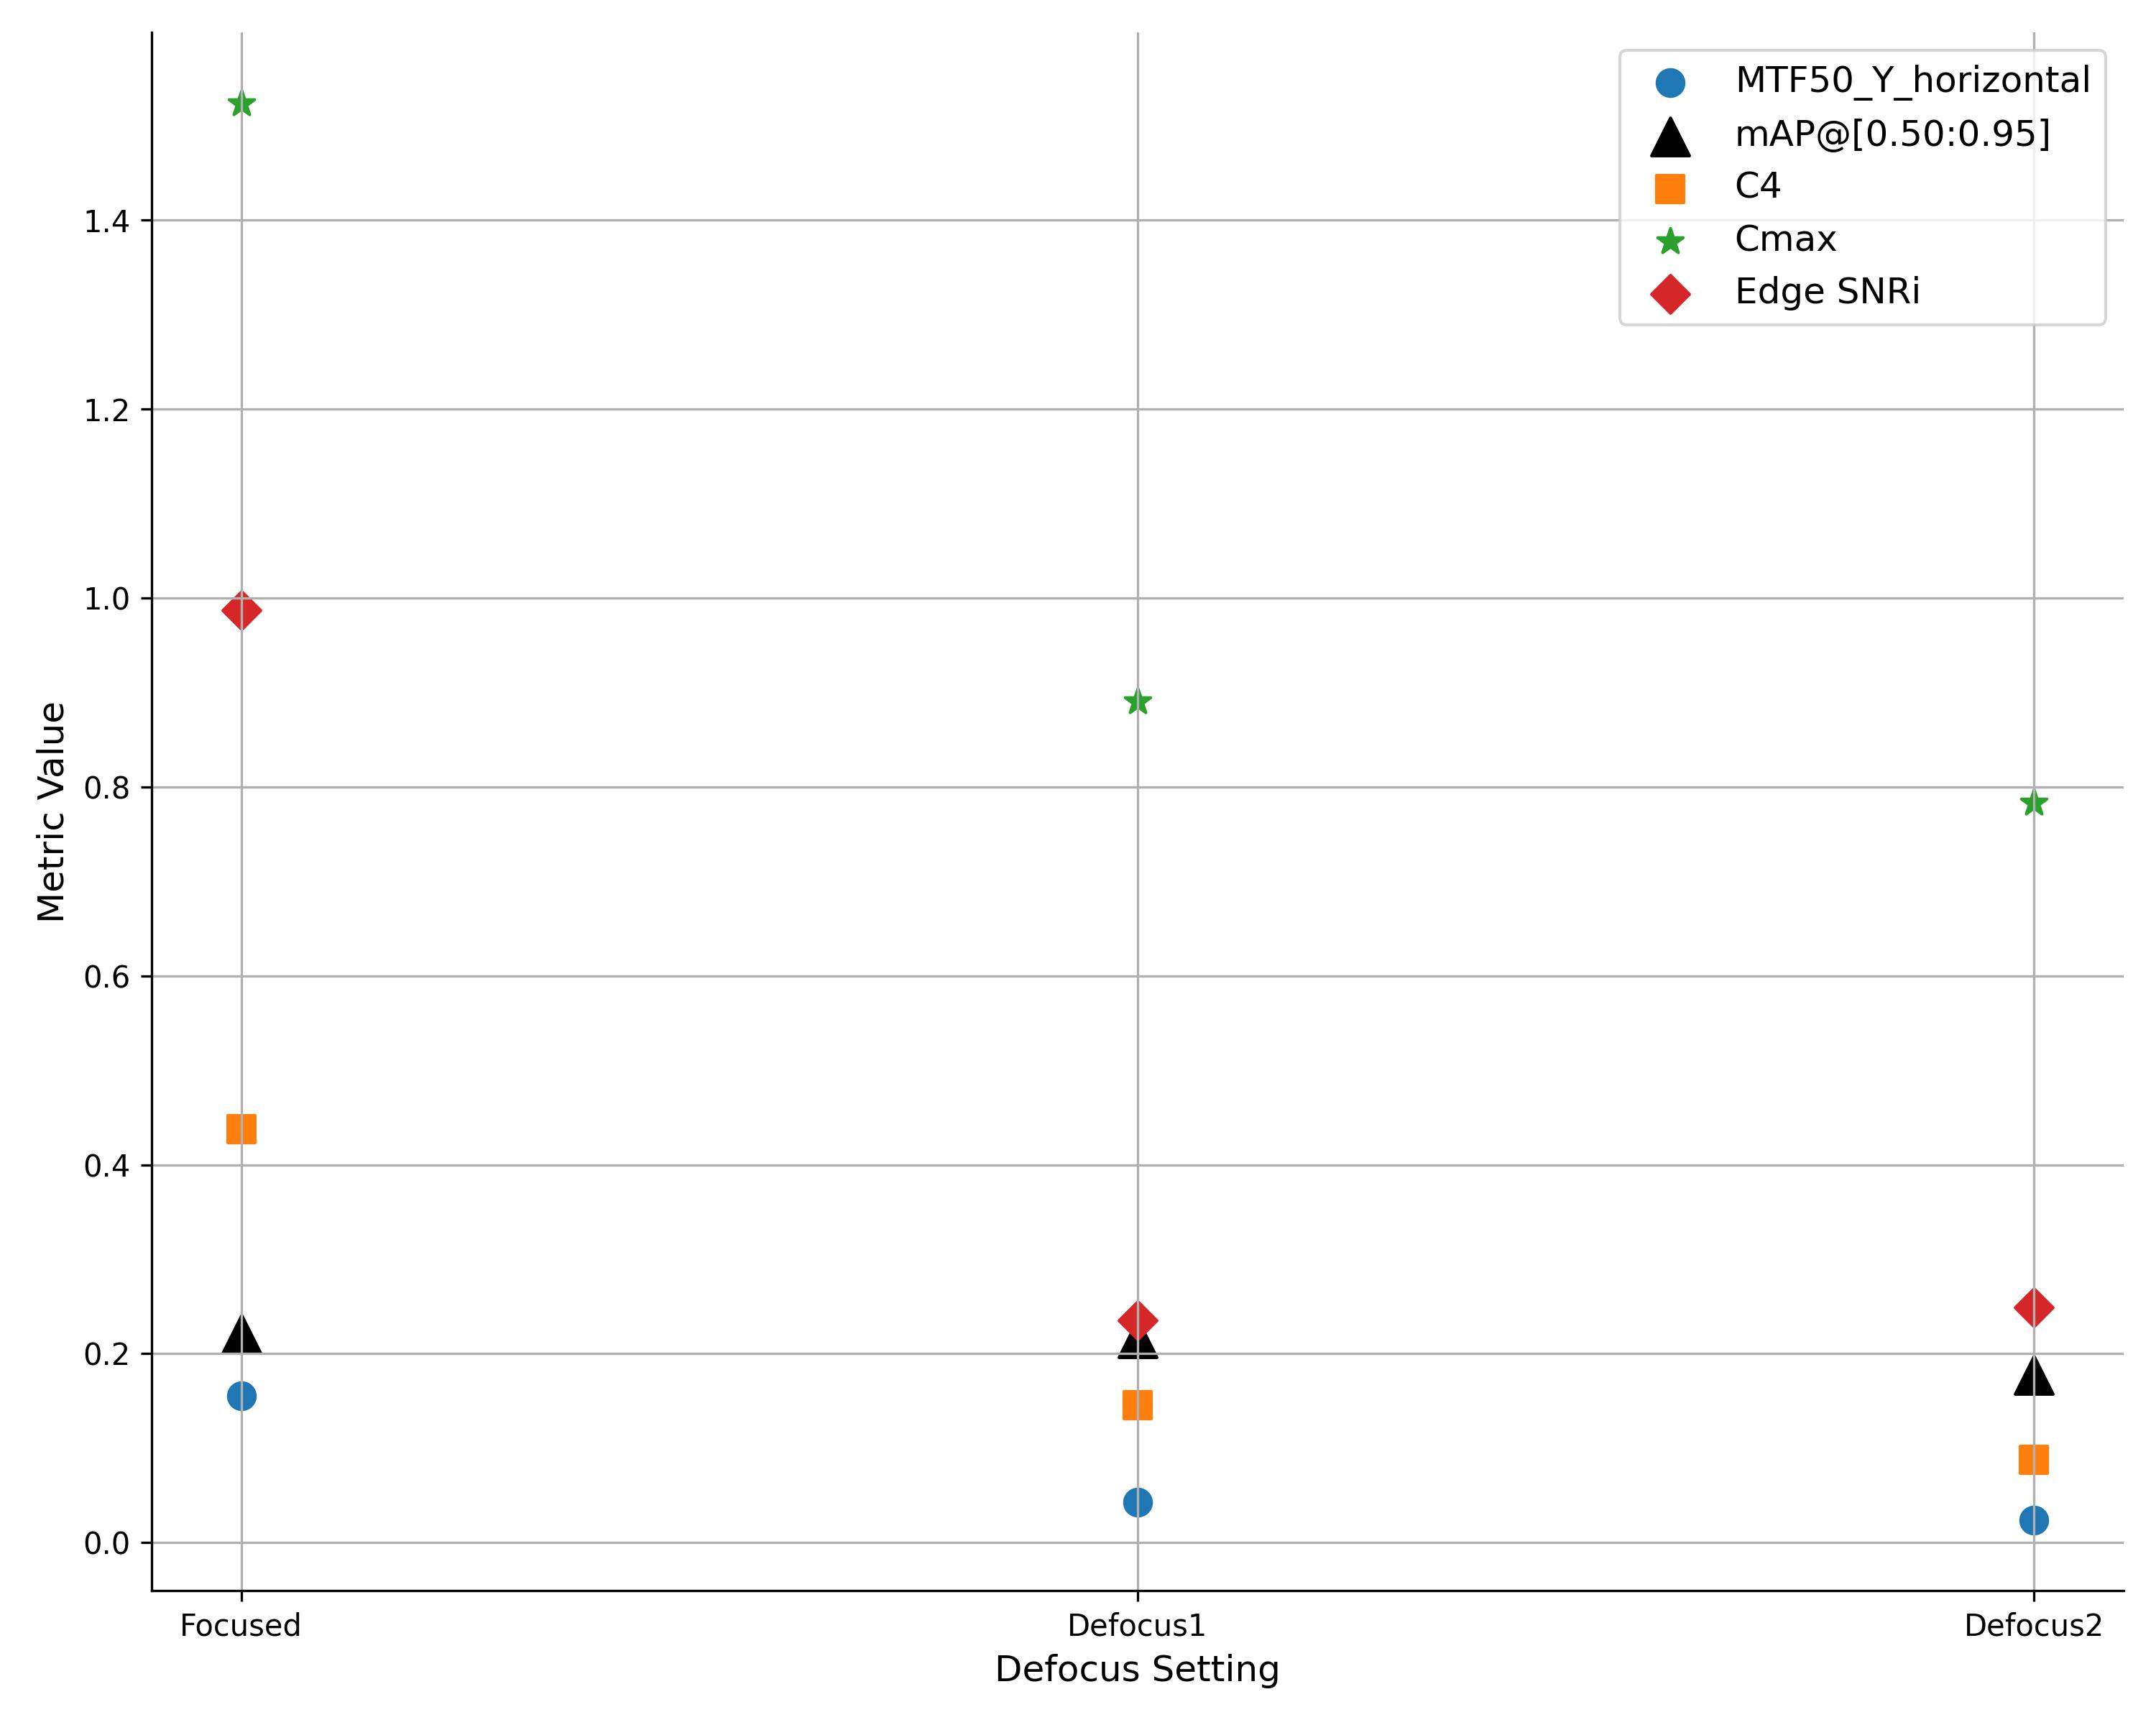 MTF50_Y_horizontal
mAP@[0.50:0.95]
C4
Cmax
Edge SNRi
1.4
1.2
1.0
0.8
0.6
0.4
0.2
0.0
Metric Value
Focused
Defocus1
Defocus2
Defocus Setting